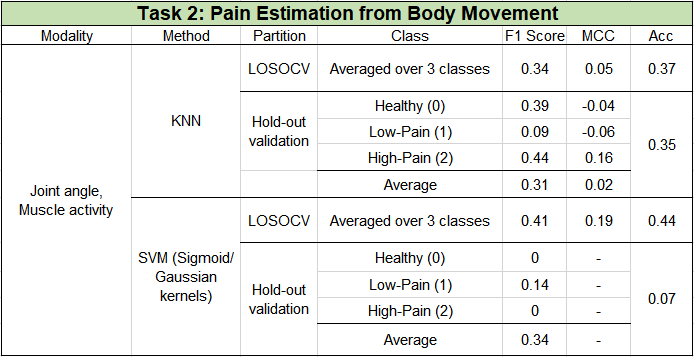 Task 2: Pain Estimation from Body Movement
Modality Method Partition Class F1 Score MCC Acc
Joint angle, Muscle activity
KNN
LOSOCV Averaged over 3 classes 0.34 0.05 0.37
Hold-out validation
Healthy (0) 0.39 -0.04
Low-Pain (1) 0.09 -0.06
High-Pain (2) 0.44 0.16
Average 0.31 0.02
0.35
SVM (Sigmoid/ Gaussian kernels)
LOSOCV Averaged over 3 classes 0.41 0.19 0.44
Hold-out validation
Healthy (0) 0 -
Low-Pain (1) 0.14 -
High-Pain (2) 0 -
Average 0.34 -
0.07